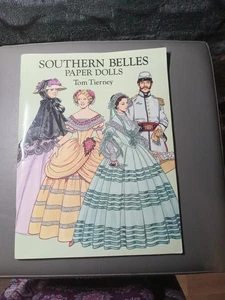 SOUTHERN BELLES
PAPER DOLLS
Tom Tierney